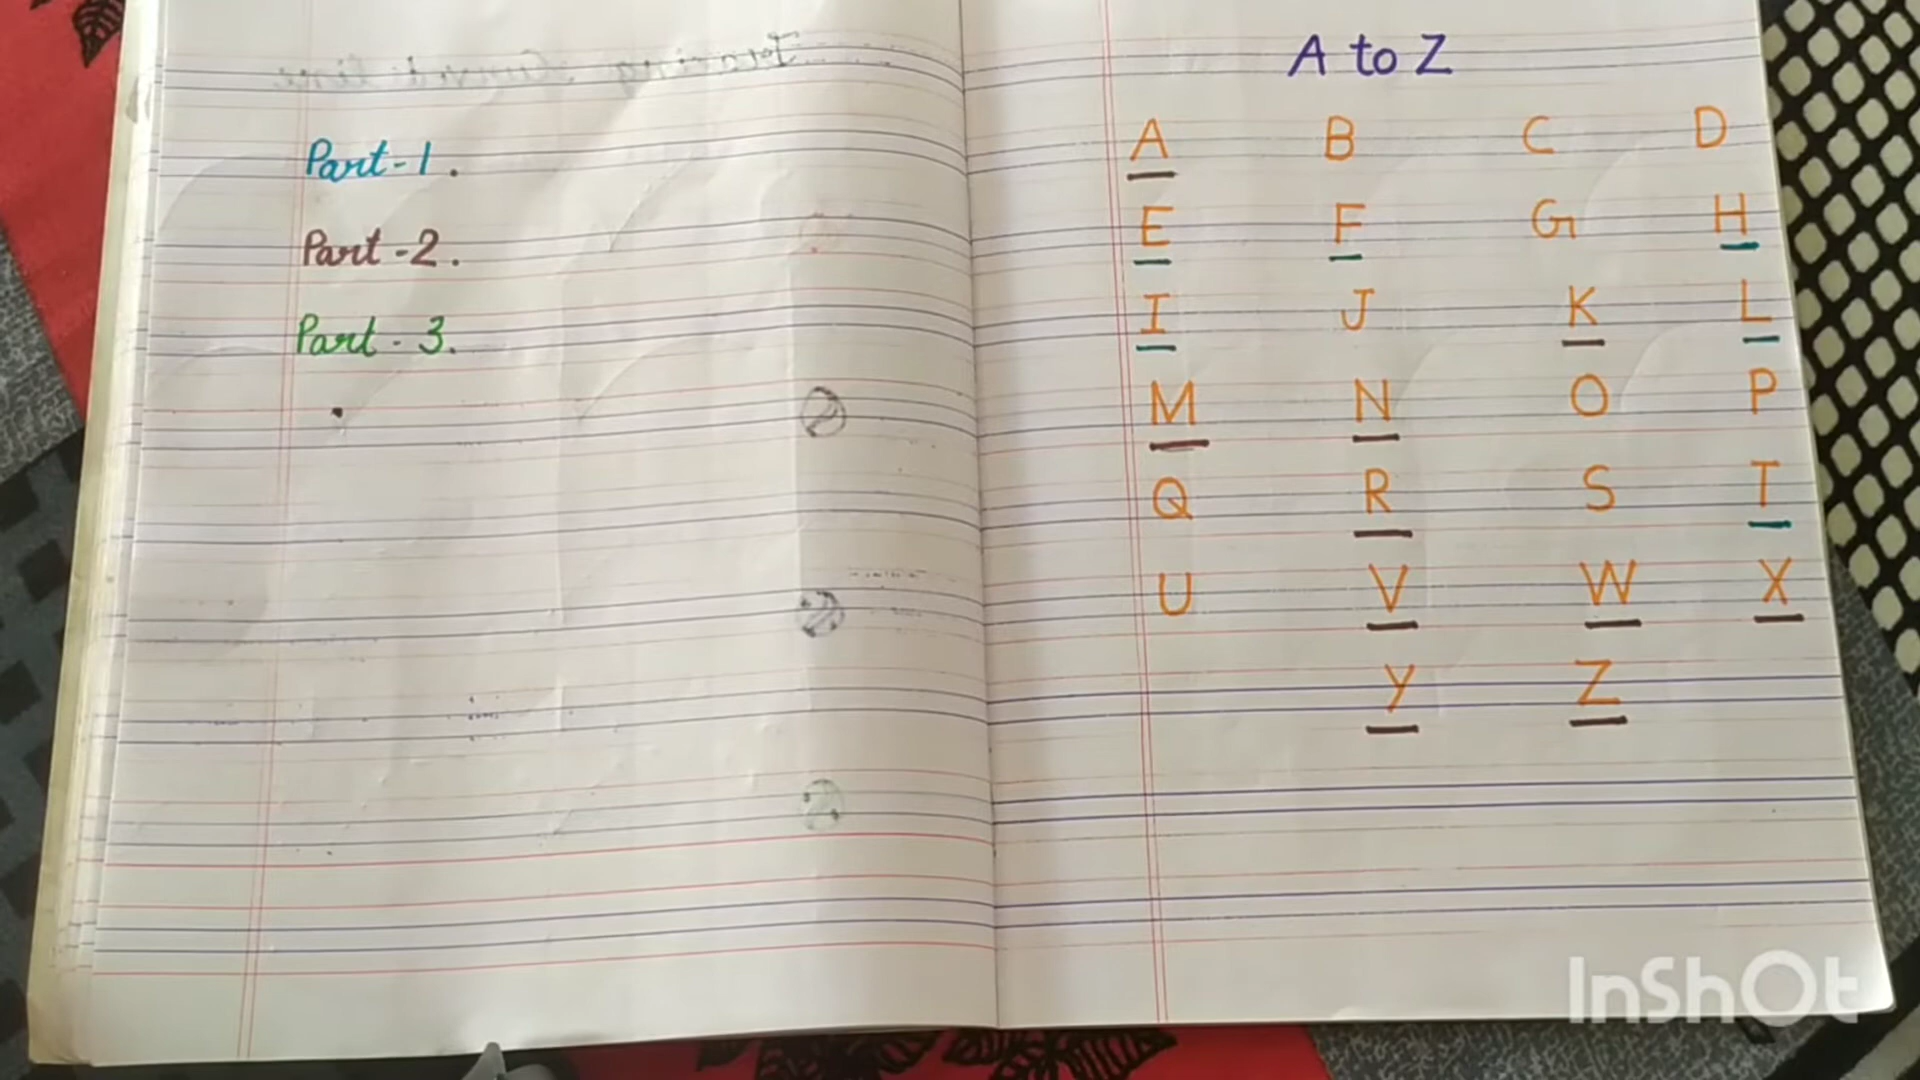 Part-1.
Part-2.
Part-3.
A to Z
A B C D
E F G H
I J K L
M N O P
Q R S T
U V W X
Y Z
InShOt